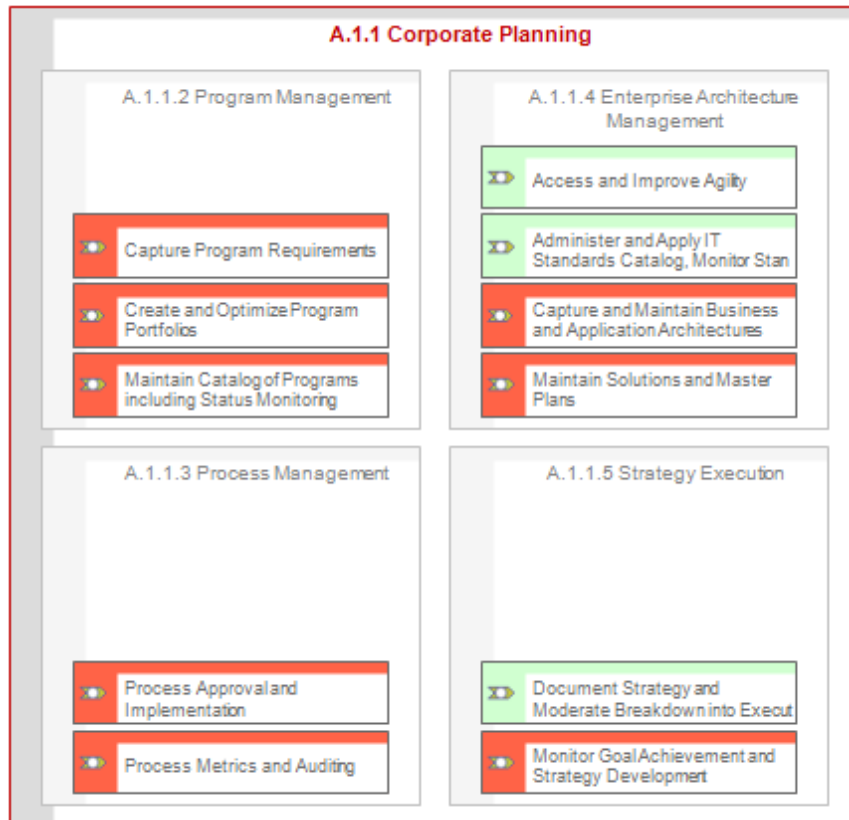 A.1.1 Corporate Planning
A.1.1.2 Program Management
Capture Program Requirements
Create and Optimize Program
Portfolios
Maintain Catalog of Programs
including Status Monitoring
A.1.1.4 Enterprise Architecture
Management
Access and Improve Agility
Administer and Apply IT
Standards Catalog, Monitor Stan
Capture and Maintain Business
and Application Architectures
Maintain Solutions and Master
Plans
A.1.1.3 Process Management
Process Approval and
Implementation
Process Metrics and Auditing
A.1.1.5 Strategy Execution
Document Strategy and
Moderate Breakdown into Execut
Monitor Goal Achievement and
Strategy Development